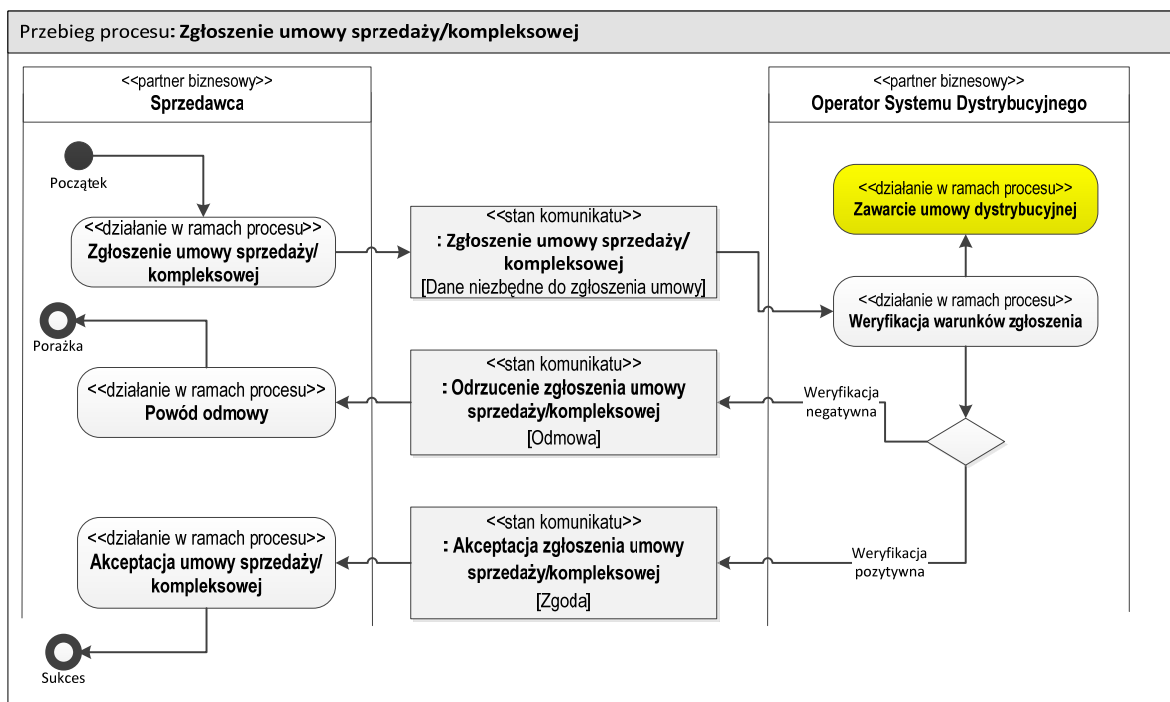 Przebieg procesu: Zgłoszenie umowy sprzedaży/kompleksowej
<<partner biznesowy>>
Sprzedawca
<<partner biznesowy>>
Operator Systemu Dystrybucyjnego
Początek
<<działanie w ramach procesu>>
Zgłoszenie umowy sprzedaży/
kompleksowej
<<stan komunikatu>>
: Zgłoszenie umowy sprzedaży/
kompleksowej
[Dane niezbędne do zgłoszenia umowy]
<<działanie w ramach procesu>>
Zawarcie umowy dystrybucyjnej
<<działanie w ramach procesu>>
Weryfikacja warunków zgłoszenia
Porażka
<<działanie w ramach procesu>>
Powód odmowy
<<stan komunikatu>>
: Odrzucenie zgłoszenia umowy
sprzedaży/kompleksowej
[Odmowa]
Weryfikacja
negatywna
<<działanie w ramach procesu>>
Akceptacja umowy sprzedaży/
kompleksowej
<<stan komunikatu>>
: Akceptacja zgłoszenia umowy
sprzedaży/kompleksowej
[Zgoda]
Weryfikacja
pozytywna
Sukces